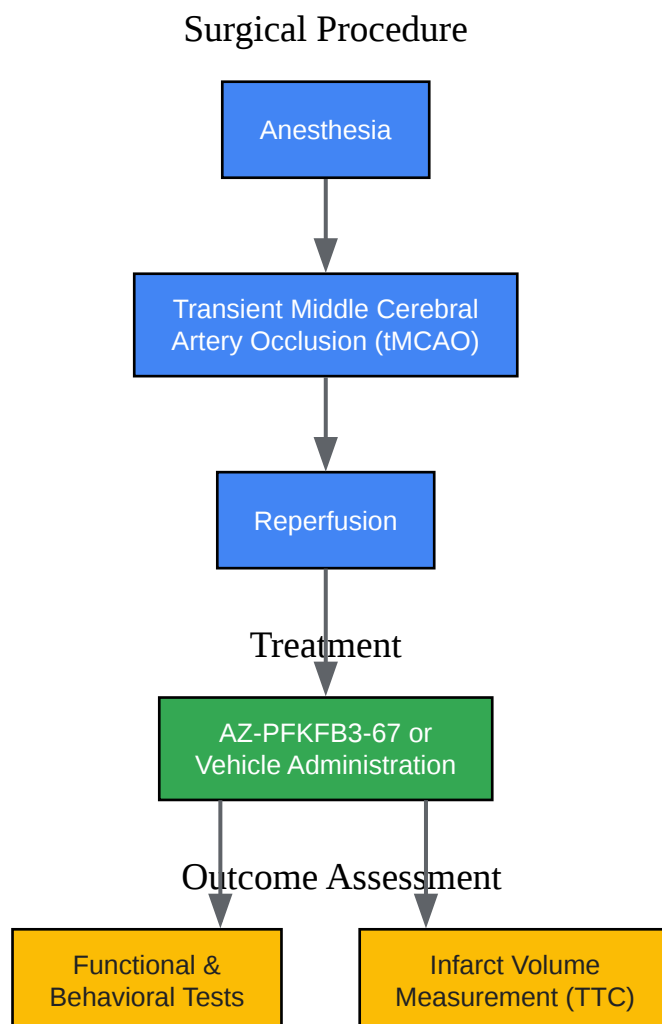 Surgical Procedure
Anesthesia
Transient Middle Cerebral
Artery Occlusion (tMCAO)
Reperfusion
Treatment
AZ-PFKFB3-67 or
Vehicle Administration
Outcome Assessment
Functional &
Behavioral Tests
Infarct Volume
Measurement (TTC)